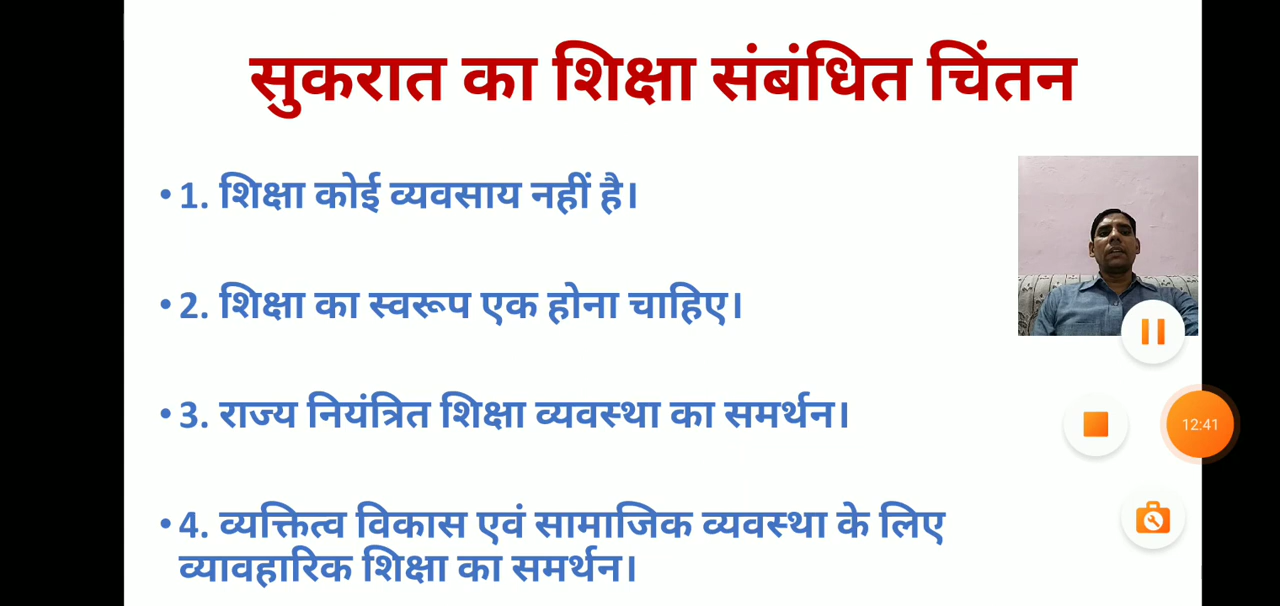 सुकरात का शिक्षा संबंधित चिंतन
• 1. शिक्षा कोई व्यवसाय नहीं है।
• 2. शिक्षा का स्वरूप एक होना चाहिए।
• 3. राज्य नियंत्रित शिक्षा व्यवस्था का समर्थन।
12:41
• 4. व्यक्तित्व विकास एवं सामाजिक व्यवस्था के लिए
व्यावहारिक शिक्षा का समर्थन।